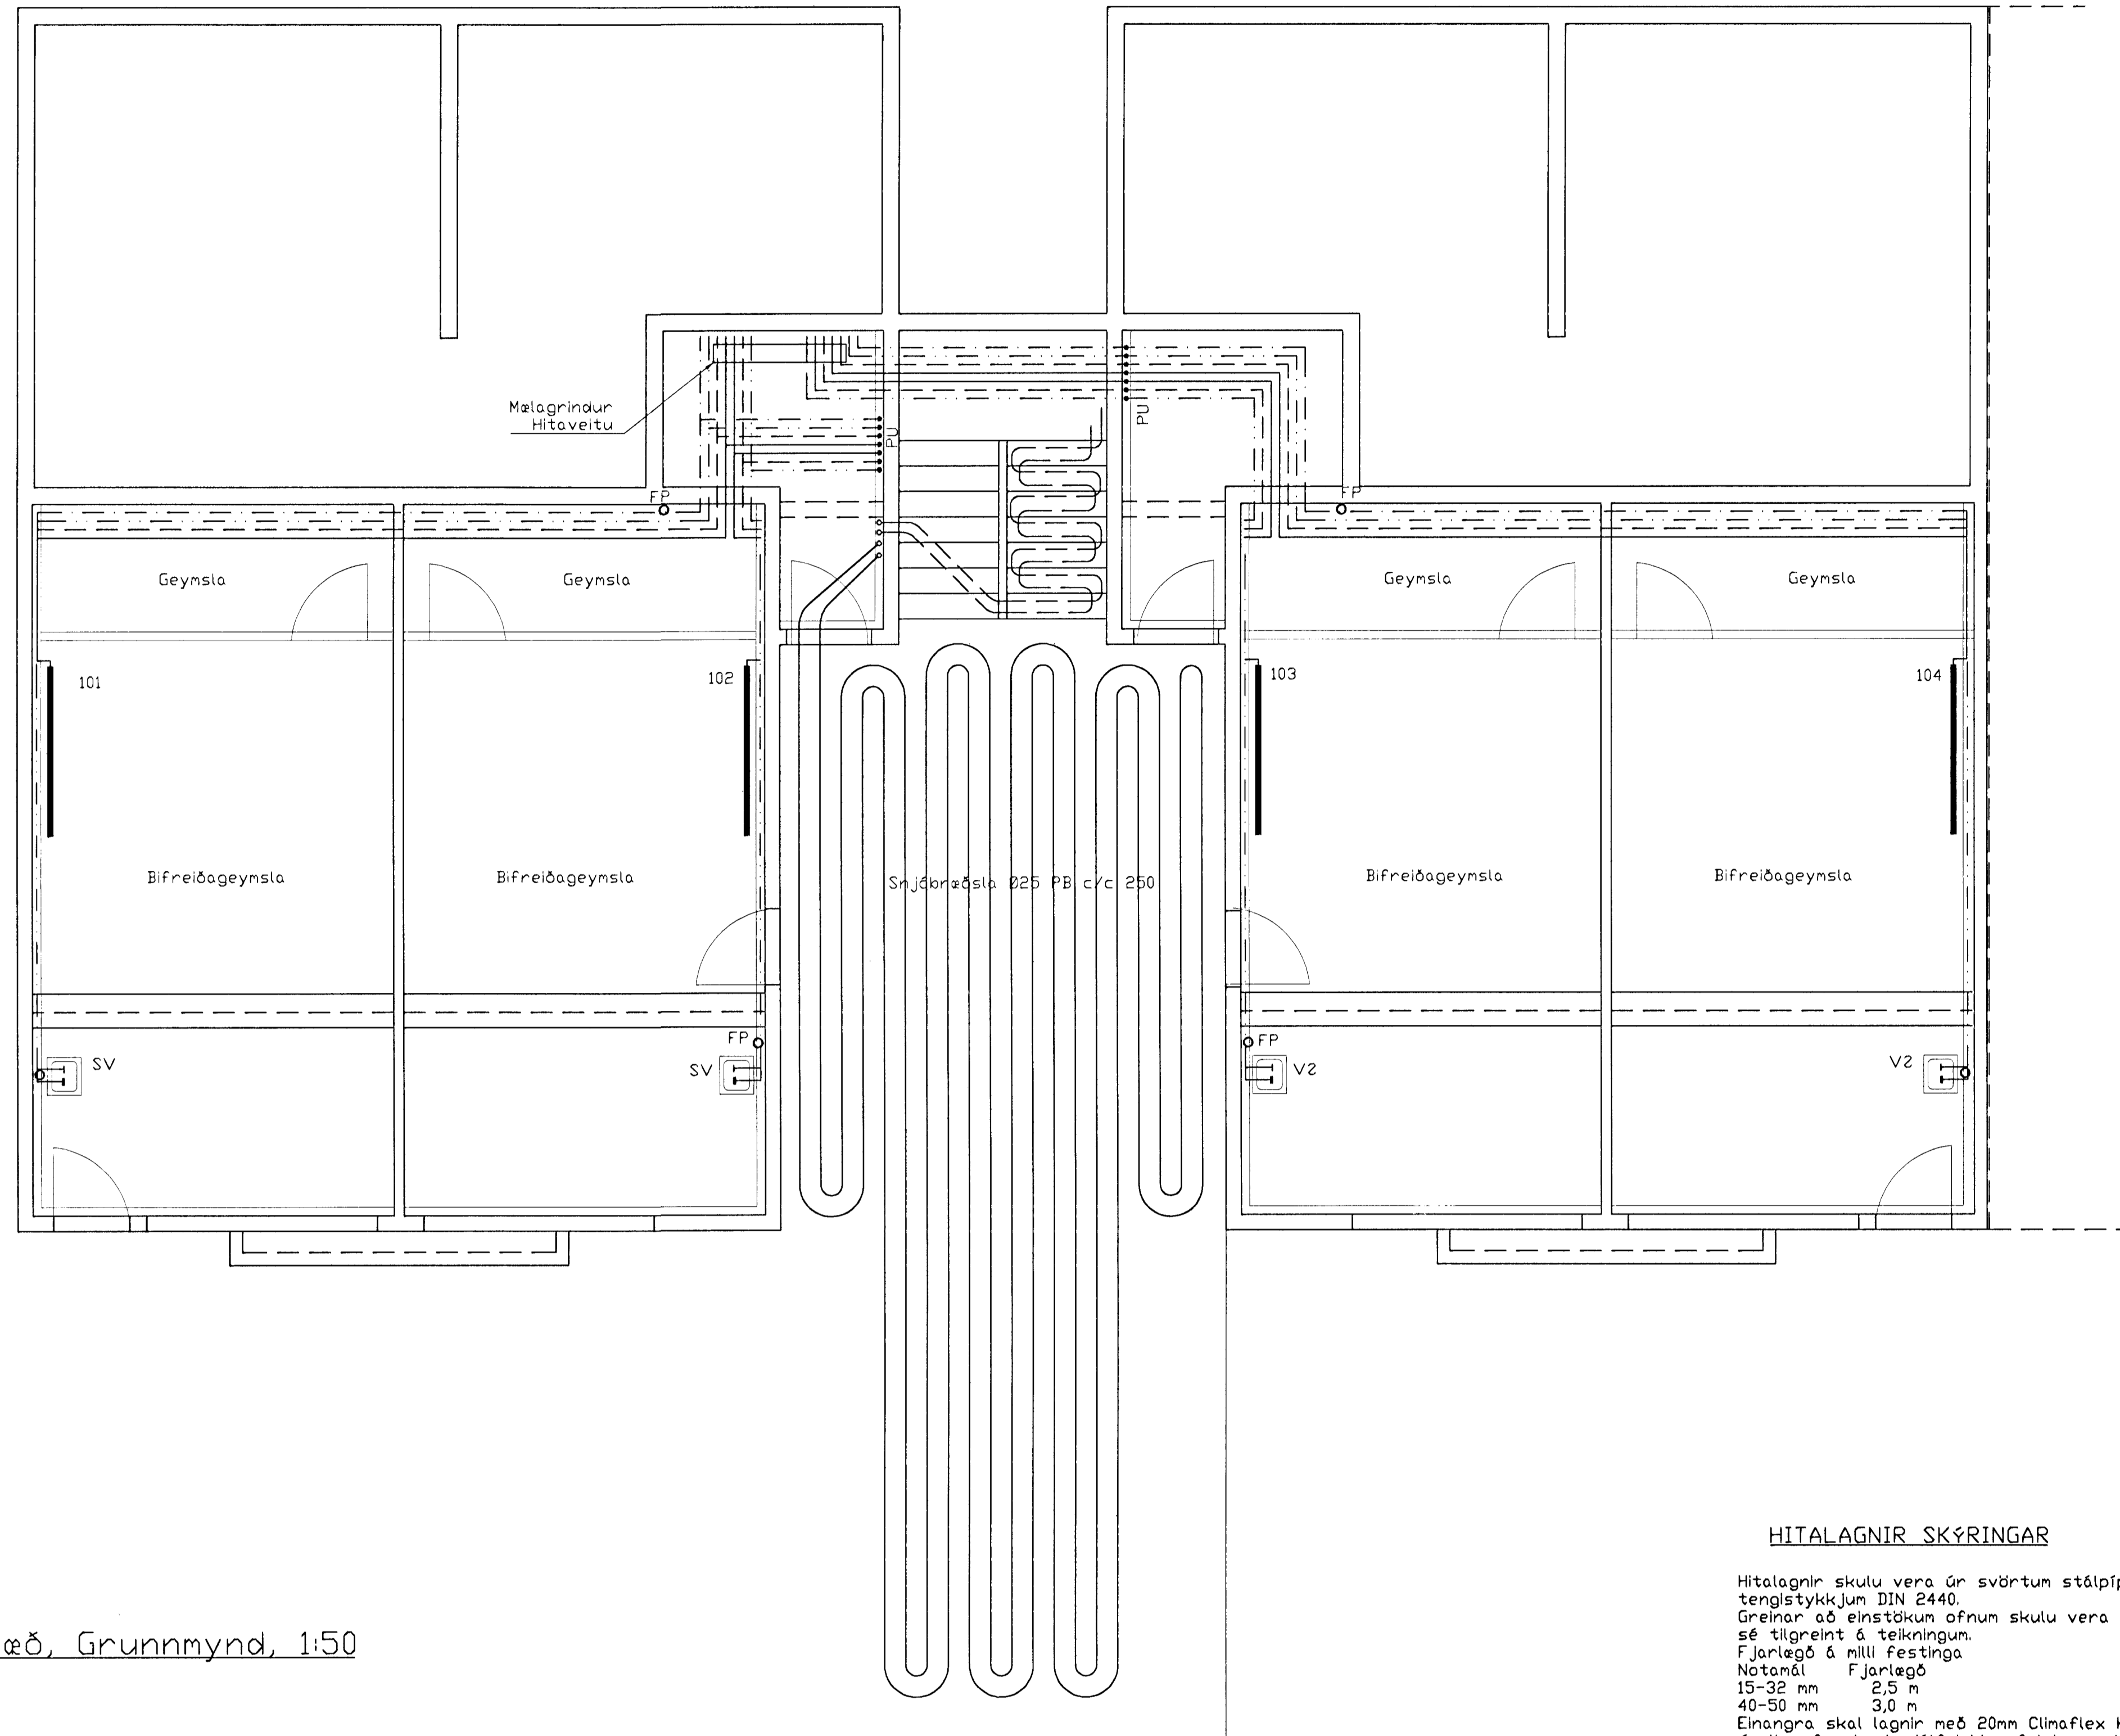 Mælagrindur
Hitaveitu
PU
PU
FP
FP
Geymsla
Geymsla
Geymsla
Geymsla
101
102
103
104
Bifreiðageymsla
Bifreiðageymsla
Snjóbræðsla Ø25 PB c/c 250
Bifreiðageymsla
Bifreiðageymsla
FP
FP
SV
SV
V2
V2
HITALAGNIR SKÝRINGAR
Hitalagnir skulu vera úr svörtum stálpíp
tengistykkjum DIN 2440.
Greinar að einstökum ofnum skulu vera
sé tilgreint á teikningum.
Fjarlægð á milli festinga
Notamál Fjarlægð
15-32 mm 2,5 m
40-50 mm 3,0 m
Einangra skal lagnir með 20mm Climaflex
æð, Grunnmynd, 1:50